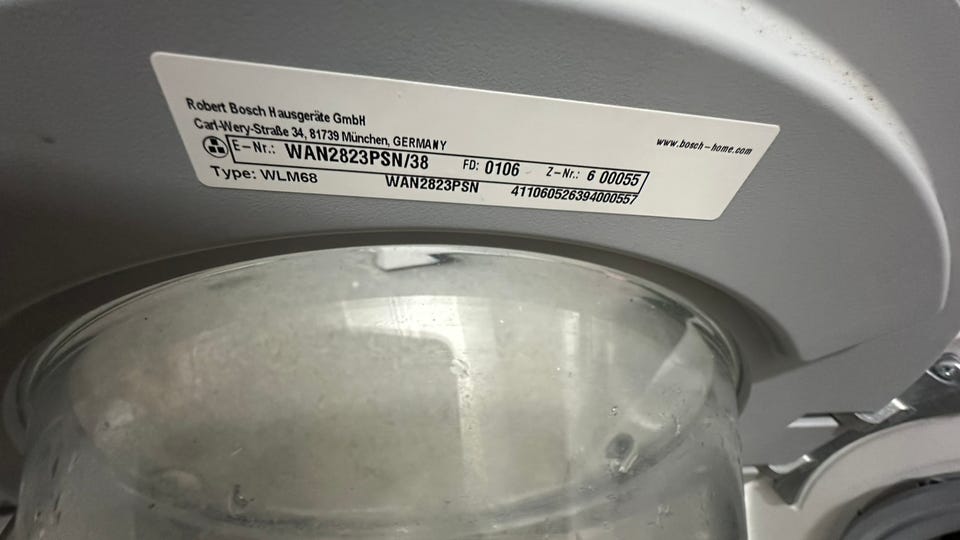 Robert Bosch Hausgeräte GmbH
Carl-Wery-Straße 34, 81739 München, GERMANY
www.bosch-home.com
E-Nr.: WAN2823PSN/38 FD: 0106 Z-Nr.: 6 00055
Type: WLM68 WAN2823PSN 411060526394000557